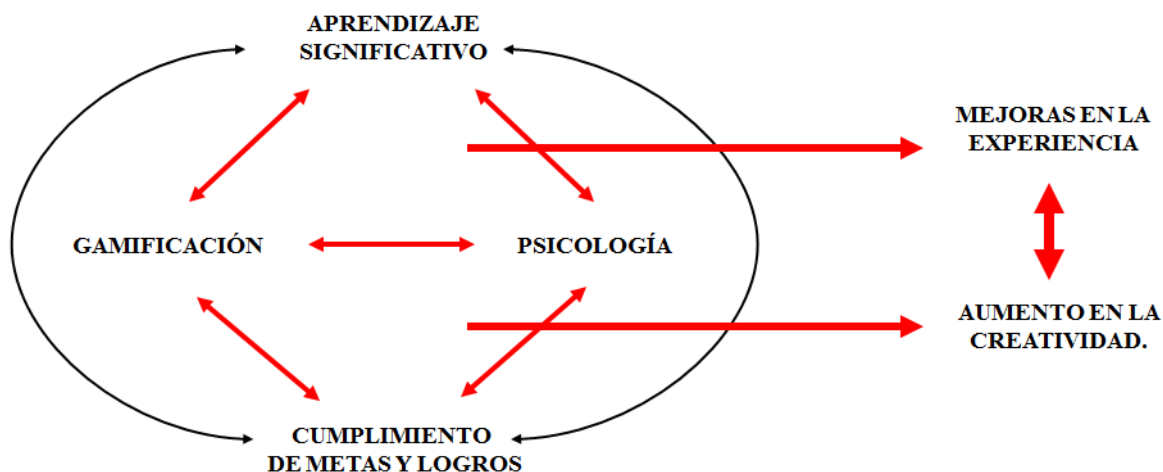 APRENDIZAJE
SIGNIFICATIVO
MEJORAS EN LA
EXPERIENCIA
GAMIFICACIÓN
PSICOLOGÍA
AUMENTO EN LA
CREATIVIDAD.
CUMPLIMIENTO
DE METAS Y LOGROS